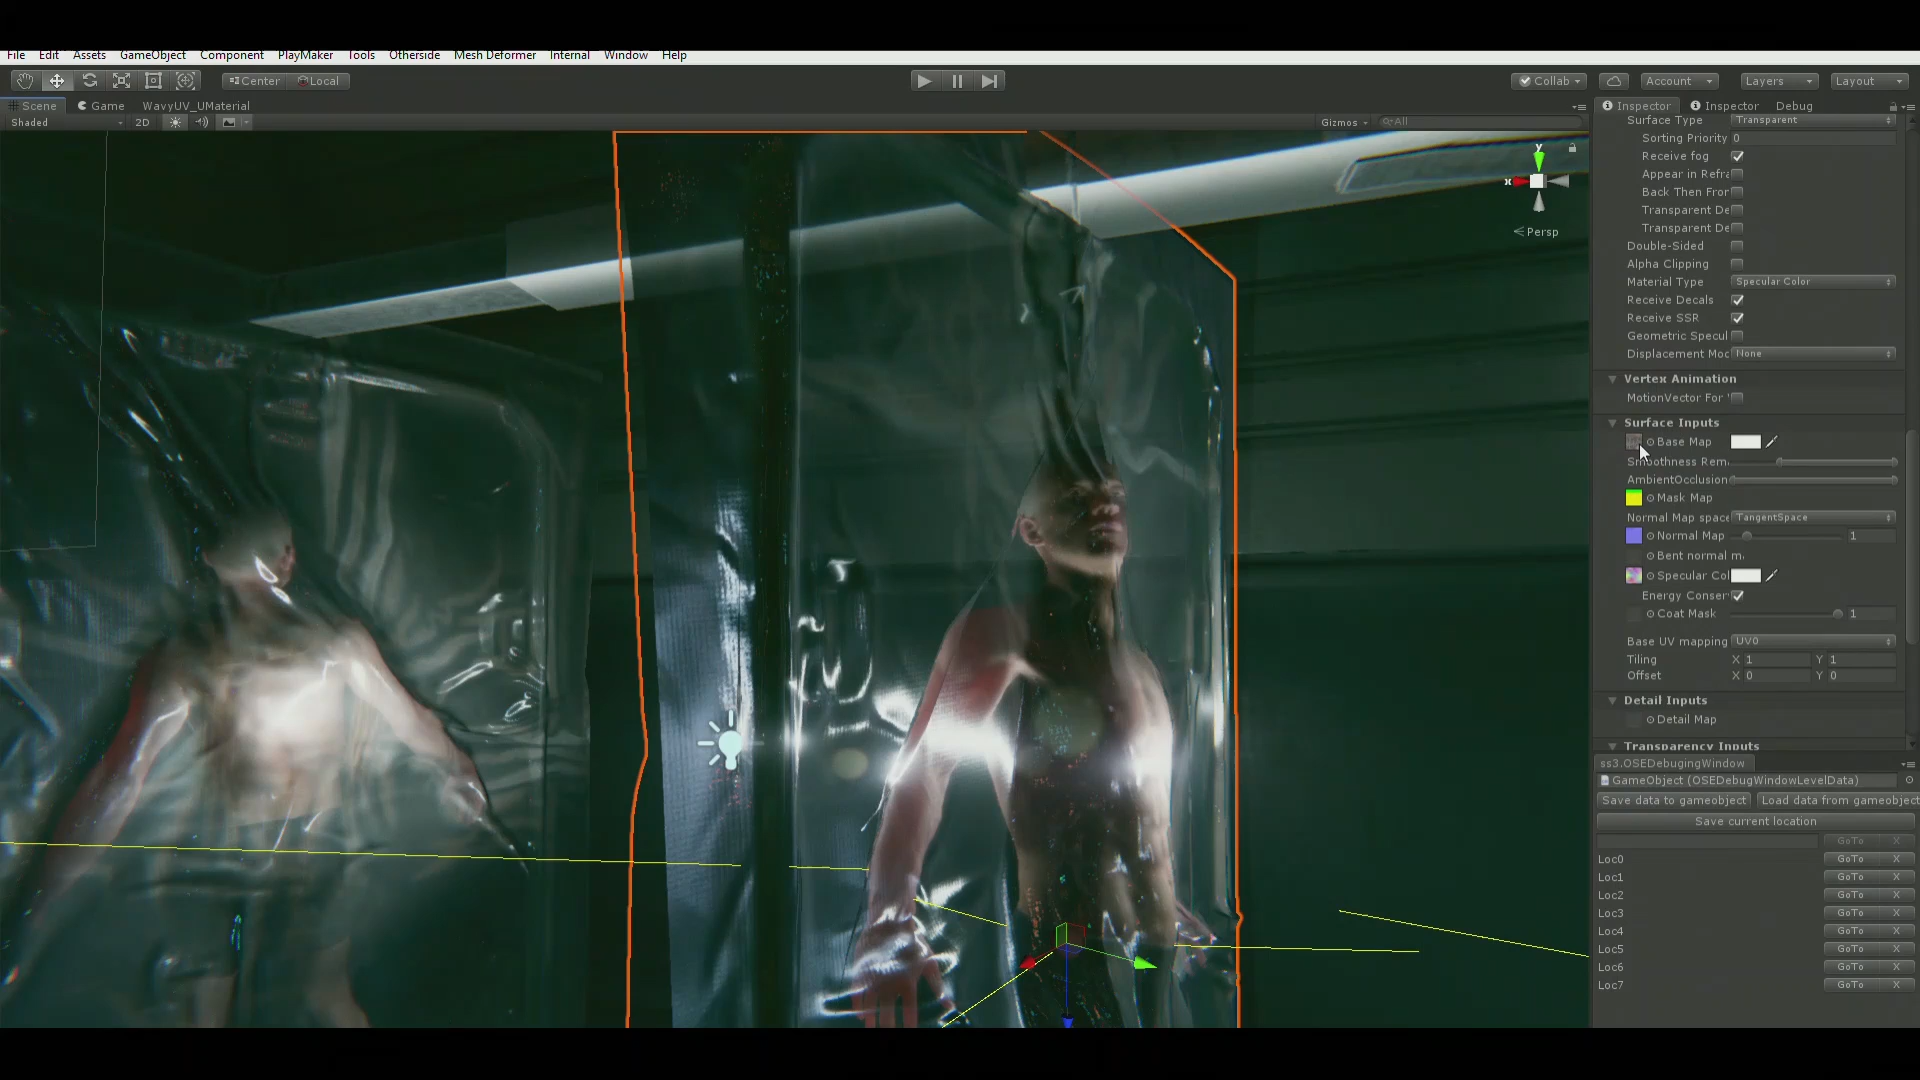 File Edit Assets GameObject Component PlayMaker Tools Otherside Mesh Deformer Internal Window Help
Center Local
Collab Account Layers Layout
Scene Game WavyUV_UMaterial
Inspector Inspector Debug
Shaded 2D
Gizmos All
y
x
Persp
Surface Type Transparent
Sorting Priority 0
Receive fog
Appear in Refra
Back Then Fror
Transparent De
Transparent De
Double-Sided
Alpha Clipping
Material Type Specular Color
Receive Decals
Receive SSR
Geometric Specul
Displacement Moc None
Vertex Animation
MotionVector For
Surface Inputs
Base Map
Smoothness Rem
AmbientOcclusion
Mask Map
Normal Map space TangentSpace
Normal Map 1
Bent normal m
Specular Col
Energy Conser
Coat Mask 1
Base UV mapping UV0
Tiling X 1 Y 1
Offset X 0 Y 0
Detail Inputs
Detail Map
Transparency Inputs
ss3.OSEDebugingWindow
GameObject (OSEDebugWindowLevelData)
Save data to gameobject Load data from gameobject
Save current location
GoTo X
Loc0 GoTo X
Loc1 GoTo X
Loc2 GoTo X
Loc3 GoTo X
Loc4 GoTo X
Loc5 GoTo X
Loc6 GoTo X
Loc7 GoTo X